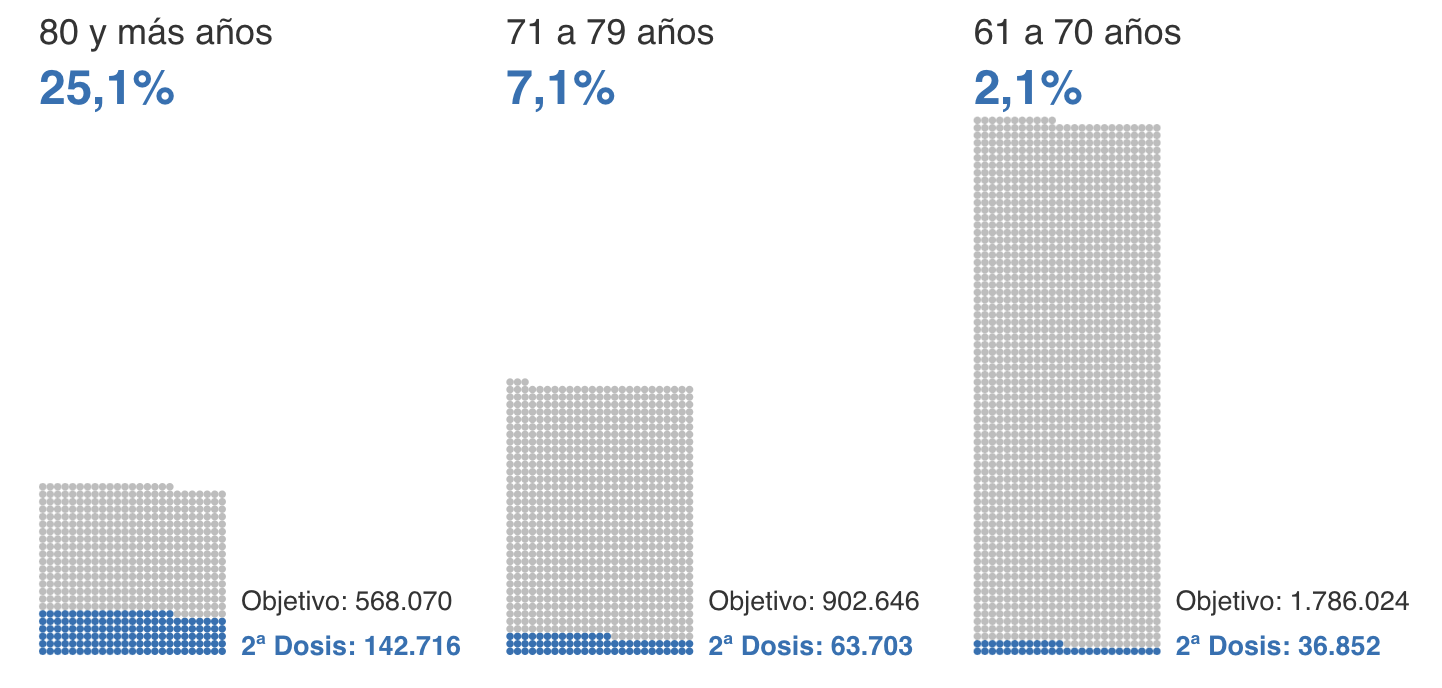 80 y más años
25,1%
Objetivo: 568.070
2ª Dosis: 142.716
71 a 79 años
7,1%
Objetivo: 902.646
2ª Dosis: 63.703
61 a 70 años
2,1%
Objetivo: 1.786.024
2ª Dosis: 36.852